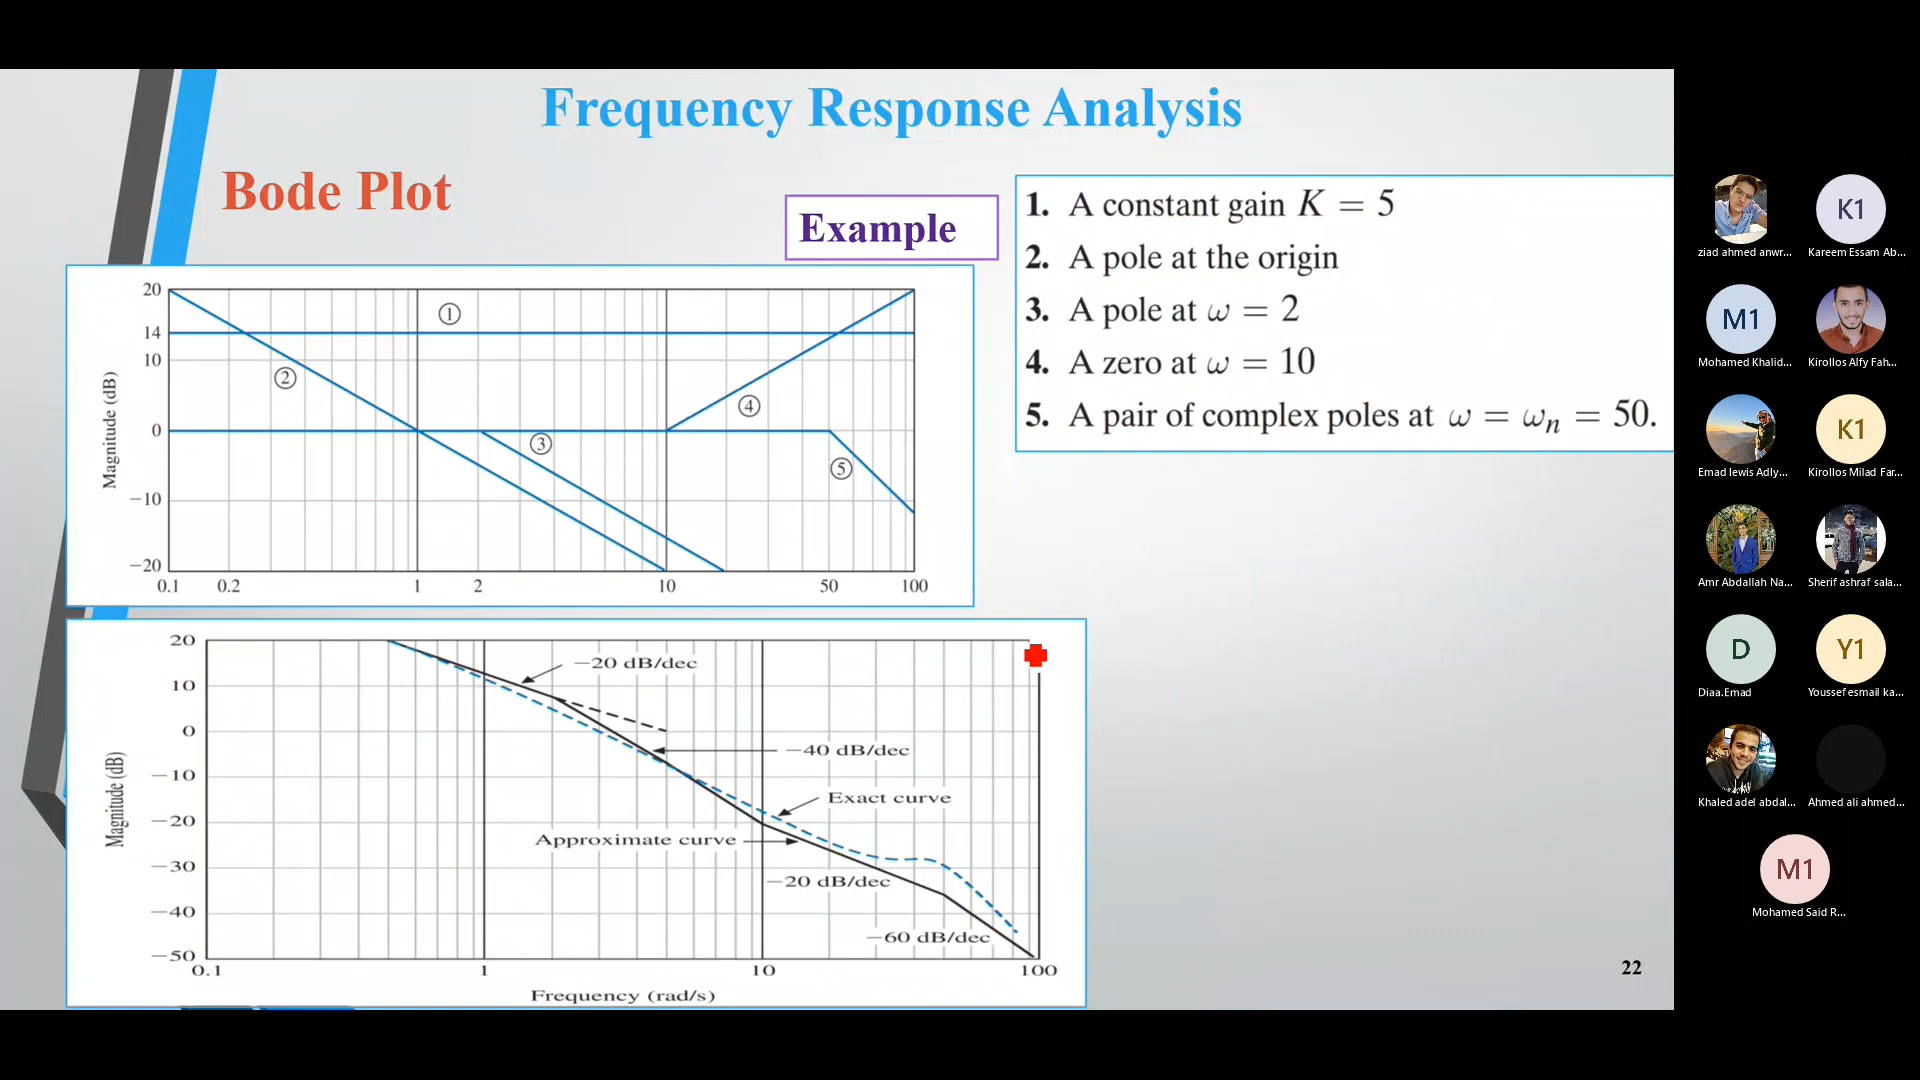 Frequency Response Analysis
Bode Plot
Example
1. A constant gain K = 5
2. A pole at the origin
3. A pole at ω = 2
4. A zero at ω = 10
5. A pair of complex poles at ω = ωn = 50.
20
14
10
0
−10
−20
Magnitude (dB)
①
②
③
④
⑤
0.1 0.2 1 2 10 50 100
20
10
0
−10
−20
−30
−40
−50
Magnitude (dB)
−20 dB/dec
−40 dB/dec
Exact curve
Approximate curve
−20 dB/dec
−60 dB/dec
0.1 1 10 100
Frequency (rad/s)
22
ziad ahmed anwr...
K1
Kareem Essam Ab...
M1
Mohamed Khalid...
Kirollos Alfy Fah...
Emad lewis Adly...
K1
Kirollos Milad Far...
Amr Abdallah Na...
Sherif ashraf sala...
D
Diaa.Emad
Y1
Youssef esmail ka...
Khaled adel abdal...
Ahmed ali ahmed...
M1
Mohamed Said R...